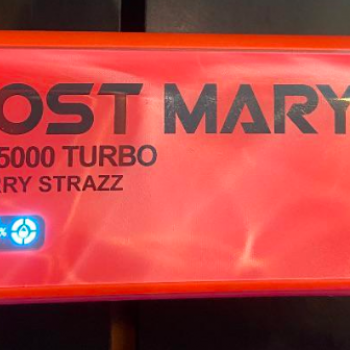 OST MARY
5000 TURBO
RRY STRAZZ
%